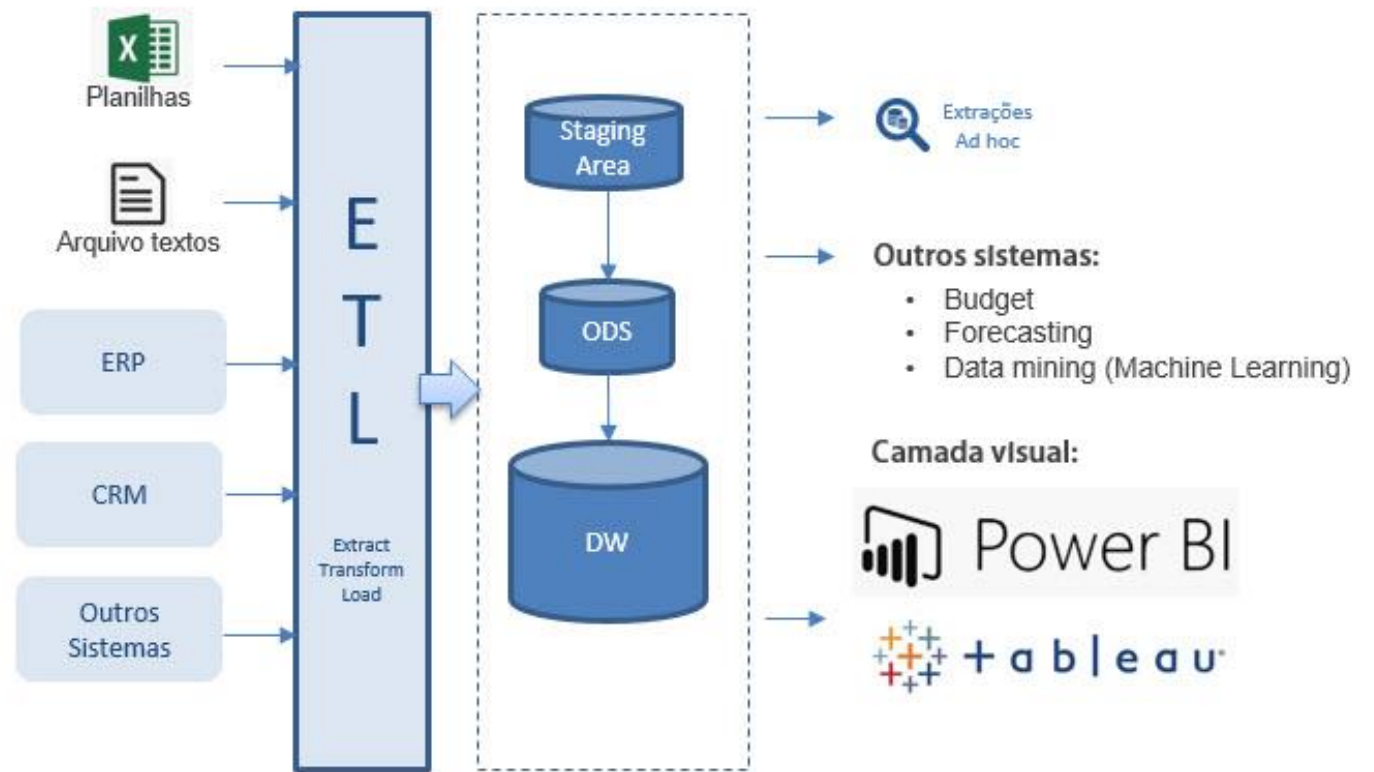 X
Planilhas
Arquivo textos
ERP
CRM
Outros
Sistemas
E
T
L
Extract
Transform
Load
Staging
Area
ODS
DW
Extrações
Ad hoc
Outros sistemas:
• Budget
• Forecasting
• Data mining (Machine Learning)
Camada visual:
Power BI
+ableau